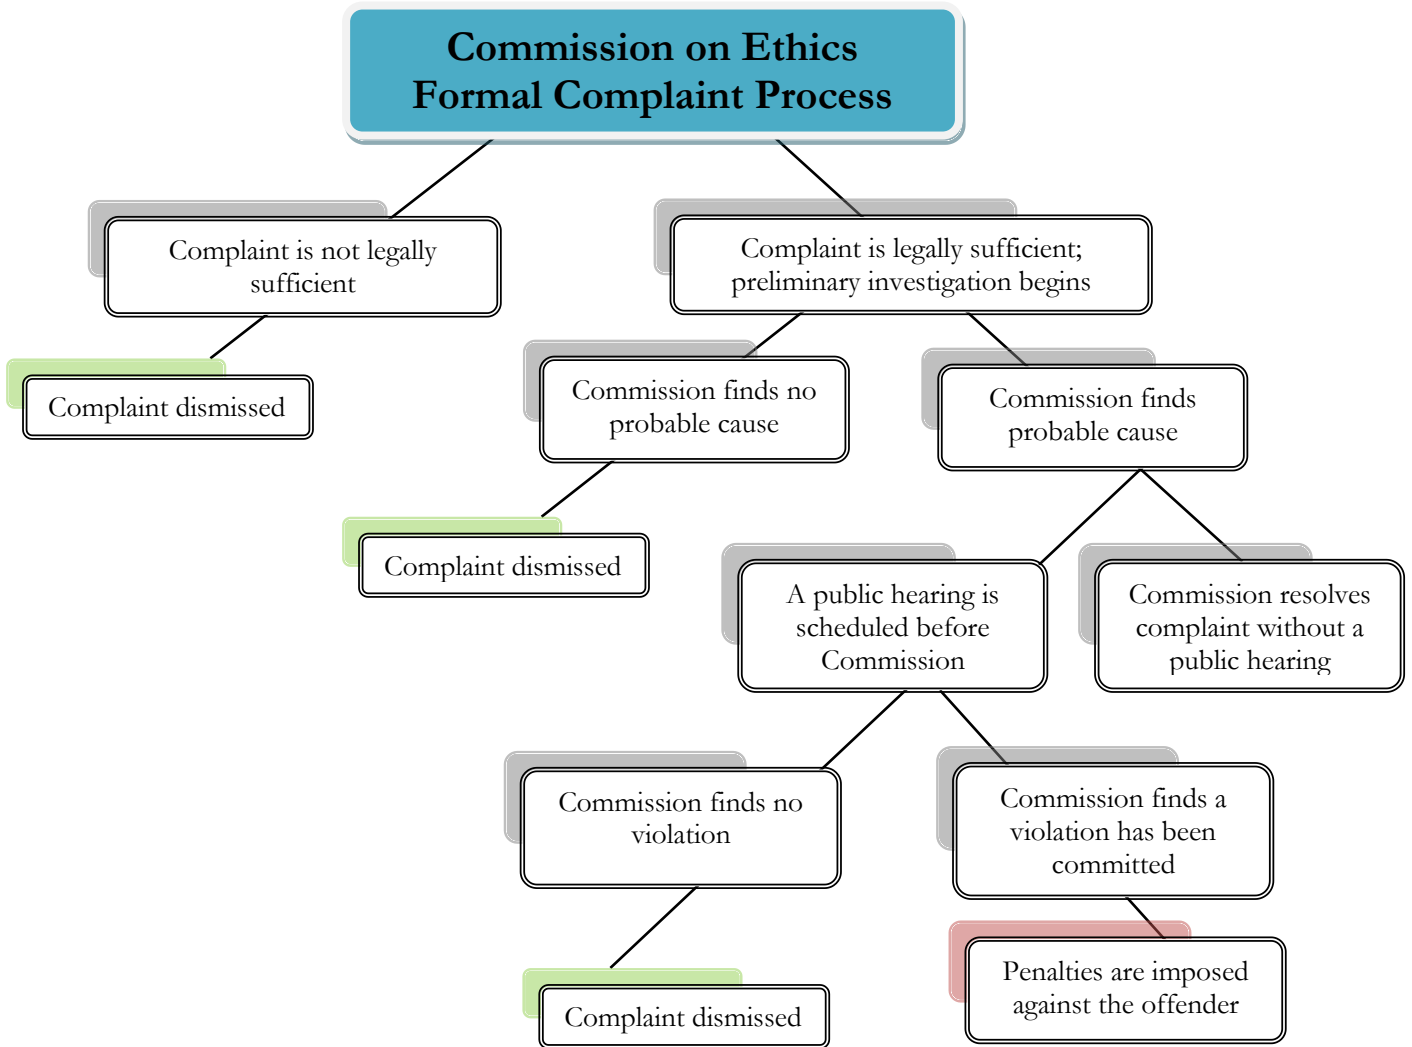 Commission on Ethics
Formal Complaint Process
Complaint is not legally
sufficient
Complaint is legally sufficient;
preliminary investigation begins
Complaint dismissed
Commission finds no
probable cause
Commission finds
probable cause
Complaint dismissed
A public hearing is
scheduled before
Commission
Commission resolves
complaint without a
public hearing
Commission finds no
violation
Commission finds a
violation has been
committed
Complaint dismissed
Penalties are imposed
against the offender